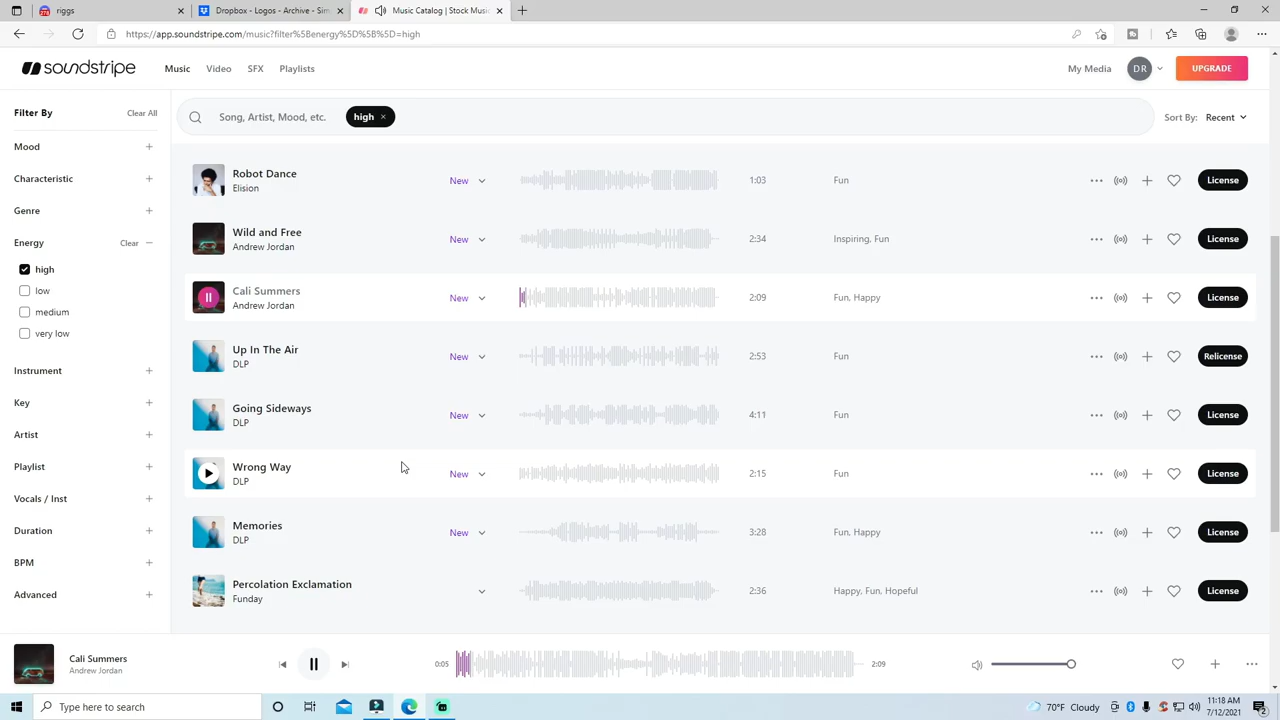 riggs
Dropbox - Logos - Archive - Sim
Music Catalog | Stock Musi
https://app.soundstripe.com/music?filter%5Benergy%5D%5B%5D=high
soundstripe
Music
Video
SFX
Playlists
My Media
DR
UPGRADE
Filter By
Clear All
Song, Artist, Mood, etc.
high ×
Sort By: Recent
Mood
Characteristic
Genre
Energy
Clear
high
low
medium
very low
Instrument
Key
Artist
Playlist
Vocals / Inst
Duration
BPM
Advanced
Robot Dance
Elision
New
1:03
Fun
License
Wild and Free
Andrew Jordan
New
2:34
Inspiring, Fun
License
Cali Summers
Andrew Jordan
New
2:09
Fun, Happy
License
Up In The Air
DLP
New
2:53
Fun
Relicense
Going Sideways
DLP
New
4:11
Fun
License
Wrong Way
DLP
New
2:15
Fun
License
Memories
DLP
New
3:28
Fun, Happy
License
Percolation Exclamation
Funday
2:36
Happy, Fun, Hopeful
License
Cali Summers
Andrew Jordan
0:05
2:09
Type here to search
70°F Cloudy
11:18 AM
7/12/2021
2